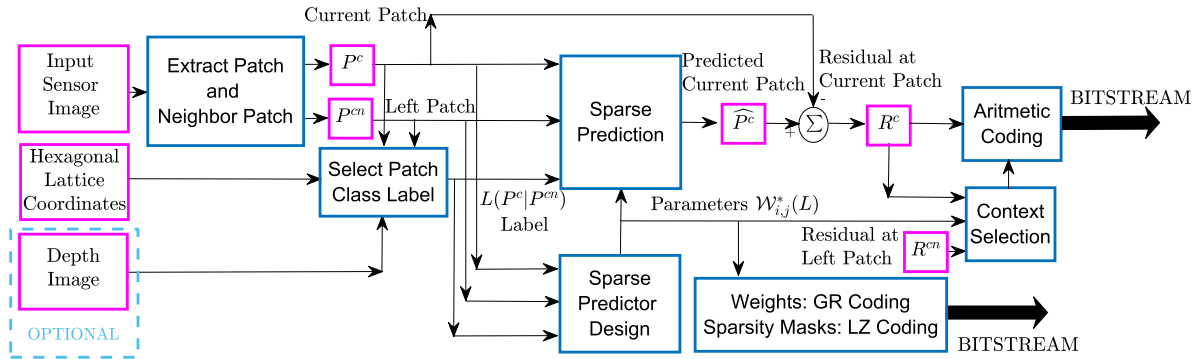 Current Patch
Input
Sensor
Image
Extract Patch
and
Neighbor Patch
P^c
P^{cn}
Left Patch
Sparse
Prediction
Predicted
Current Patch
\widehat{P}^c
+
Σ
-
Residual at
Current Patch
R^c
Aritmetic
Coding
BITSTREAM
Hexagonal
Lattice
Coordinates
Select Patch
Class Label
L(P^c|P^{cn})
Label
Parameters 𝒲^*_{i,j}(L)
Context
Selection
Residual at
Left Patch
R^{cn}
Depth
Image
OPTIONAL
Sparse
Predictor
Design
Weights: GR Coding
Sparsity Masks: LZ Coding
BITSTREAM